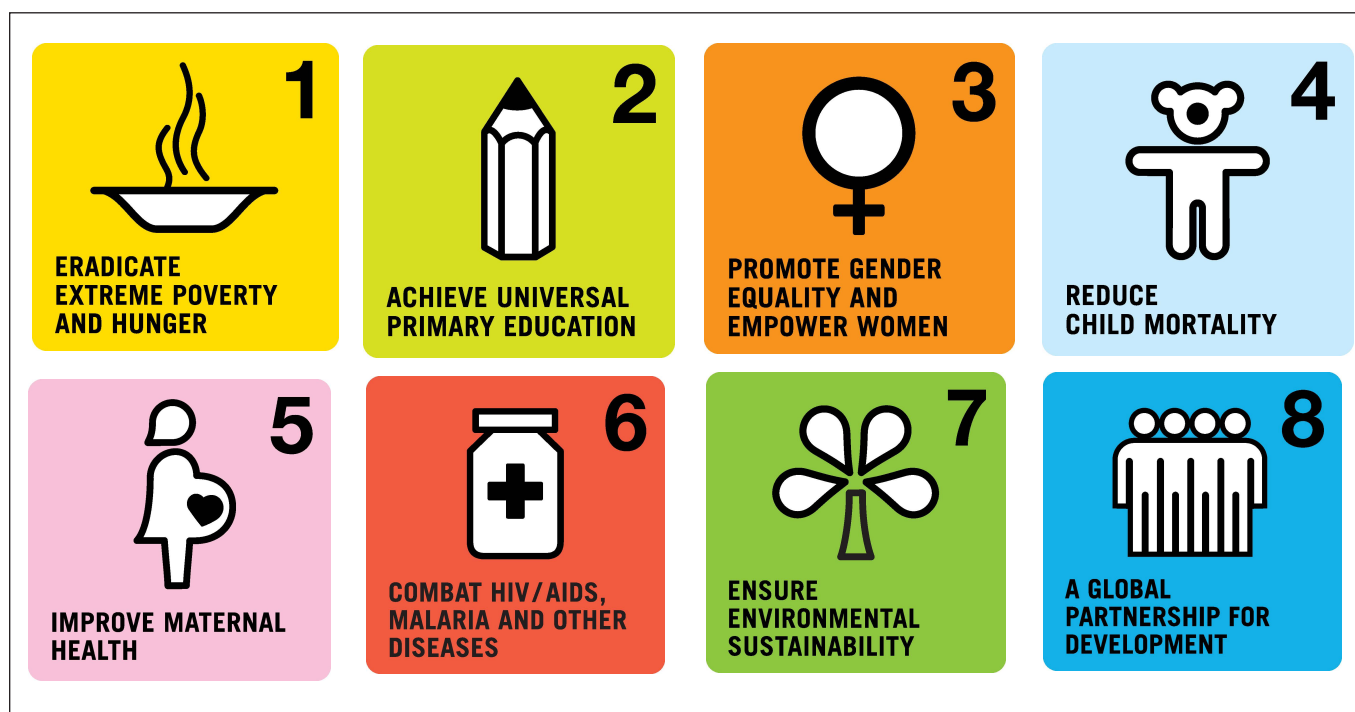 1
ERADICATE
EXTREME POVERTY
AND HUNGER
2
ACHIEVE UNIVERSAL
PRIMARY EDUCATION
3
PROMOTE GENDER
EQUALITY AND
EMPOWER WOMEN
4
REDUCE
CHILD MORTALITY
5
IMPROVE MATERNAL
HEALTH
6
COMBAT HIV/AIDS,
MALARIA AND OTHER
DISEASES
7
ENSURE
ENVIRONMENTAL
SUSTAINABILITY
8
A GLOBAL
PARTNERSHIP FOR
DEVELOPMENT